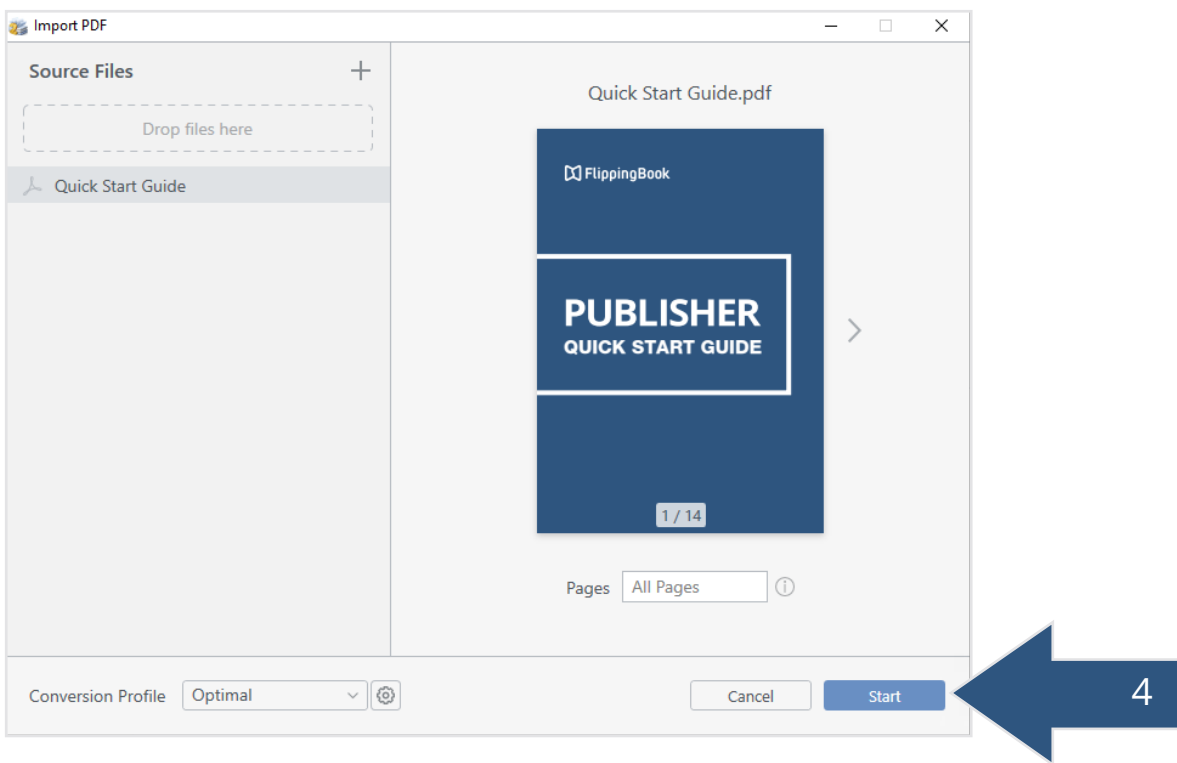 Import PDF
Source Files
Drop files here
Quick Start Guide
Quick Start Guide.pdf
FlippingBook
PUBLISHER
QUICK START GUIDE
1 / 14
Pages All Pages
Conversion Profile Optimal
Cancel Start
4